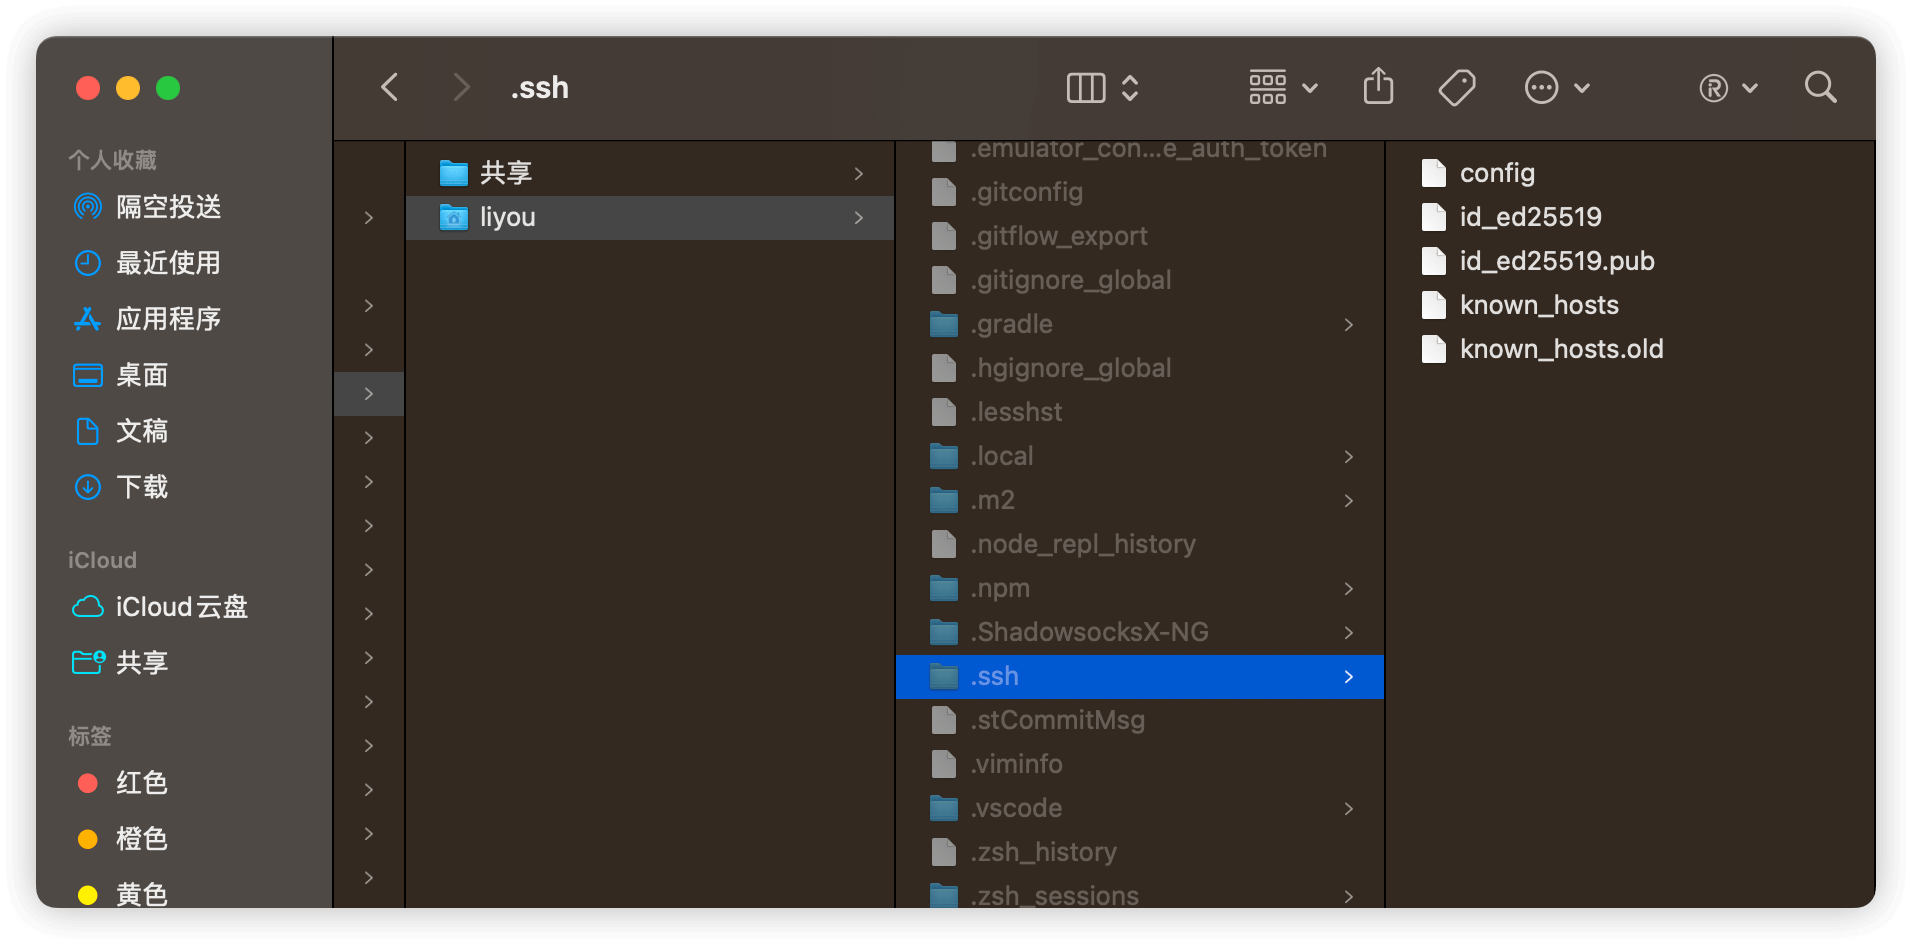 .ssh
个人收藏
隔空投送
最近使用
应用程序
桌面
文稿
下载
iCloud
iCloud云盘
共享
标签
红色
橙色
黄色
共享
liyou
.emulator_con...e_auth_token
.gitconfig
.gitflow_export
.gitignore_global
.gradle
.hgignore_global
.lesshst
.local
.m2
.node_repl_history
.npm
.ShadowsocksX-NG
.ssh
.stCommitMsg
.viminfo
.vscode
.zsh_history
.zsh_sessions
config
id_ed25519
id_ed25519.pub
known_hosts
known_hosts.old